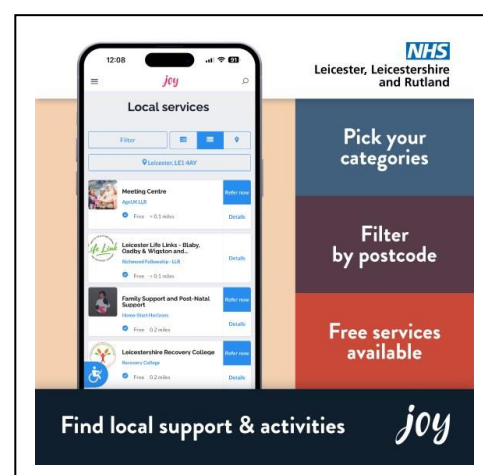 12:08
91
joy
Local services
Filter
Leicester, LE1 4AY
Meeting Centre
AgeUK LLR
Free < 0.1 miles
Refer now
Details
Leicester Life Links - Blaby,
Oadby & Wigston and...
Richmond Fellowship - LLR
Free < 0.1 miles
Details
Family Support and Post-Natal
Support
Home-Start Horizons
Free 0.2 miles
Refer now
Details
Leicestershire Recovery College
Recovery College
Free 0.2 miles
Refer now
Details
NHS
Leicester, Leicestershire
and Rutland
Pick your
categories
Filter
by postcode
Free services
available
Find local support & activities
joy